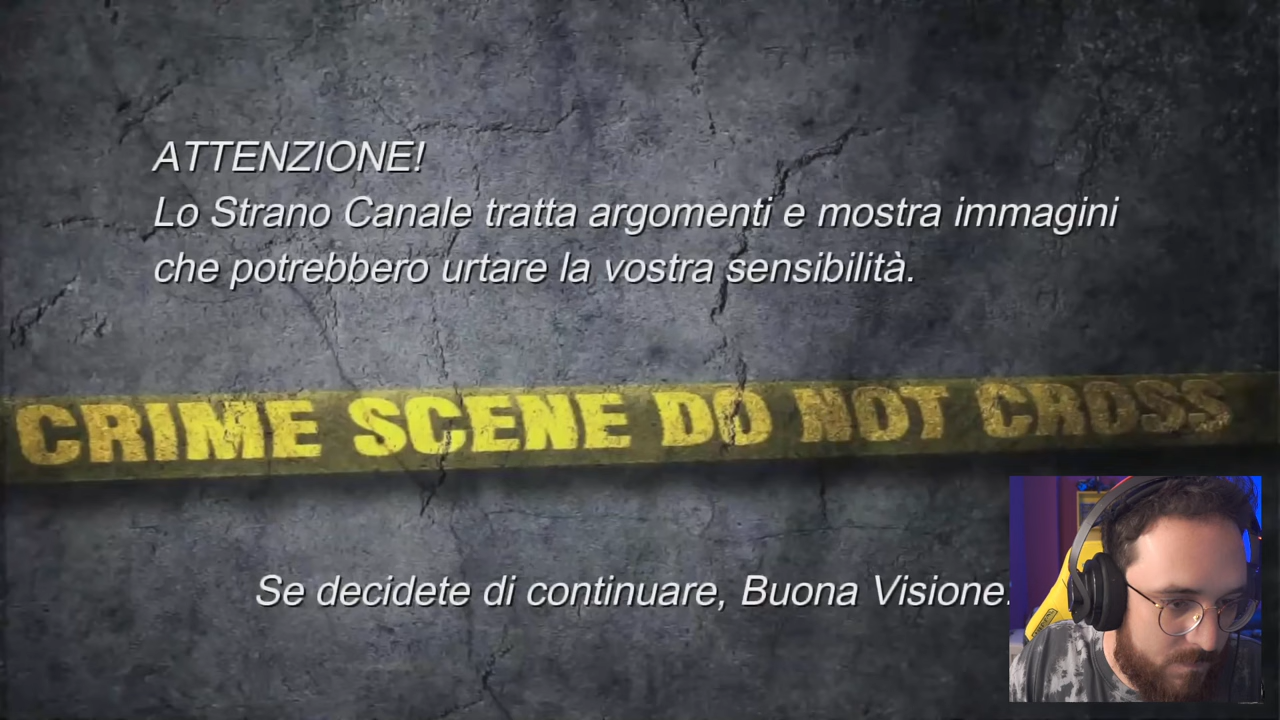 ATTENZIONE!
Lo Strano Canale tratta argomenti e mostra immagini
che potrebbero urtare la vostra sensibilità.
CRIME SCENE DO NOT CROSS
Se decidete di continuare, Buona Visione.